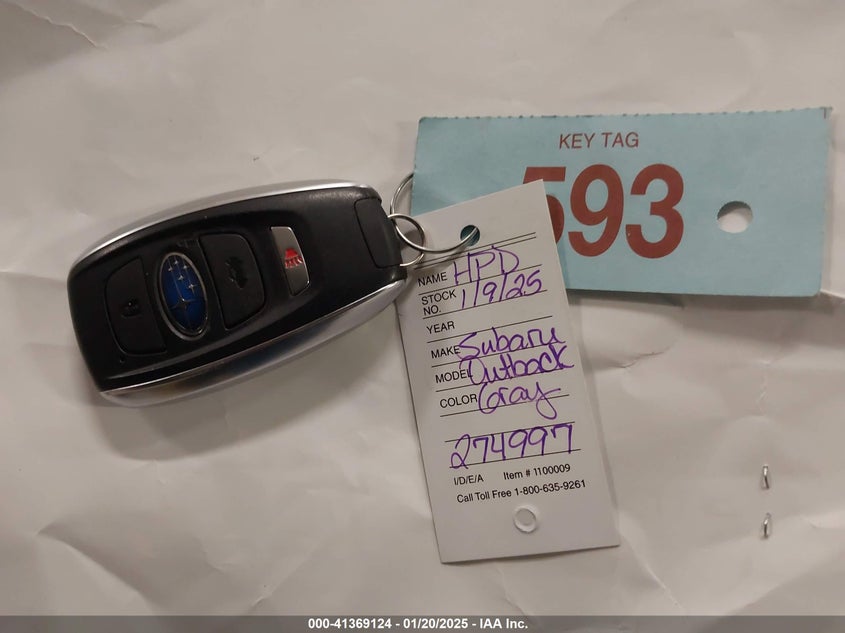 KEY TAG
593
NAME HPD
STOCK NO. 1/9/25
YEAR
MAKE Subaru
MODEL Outback
COLOR Gray
274997
I/D/E/A Item # 1100009
Call Toll Free 1-800-635-9261
000-41369124 - 01/20/2025 - IAA Inc.